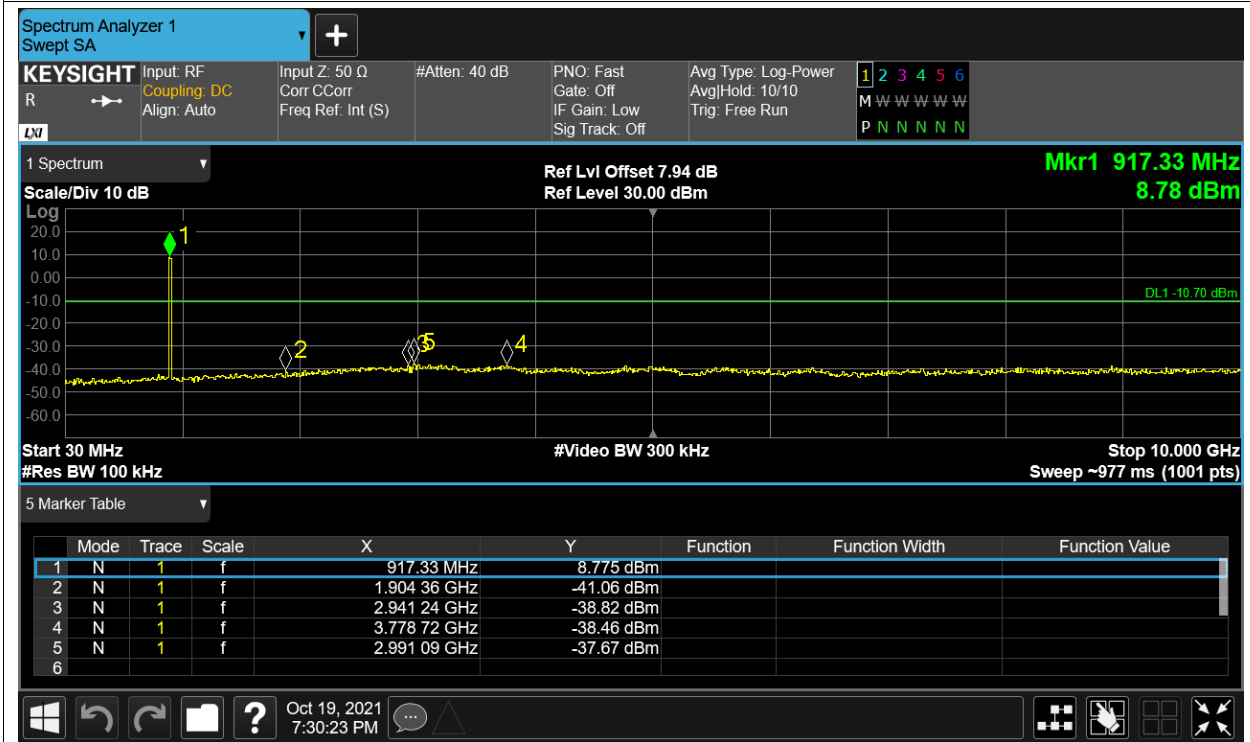 Spectrum Analyzer 1
Swept SA
+
KEYSIGHT Input: RF Input Z: 50 Ω #Atten: 40 dB PNO: Fast Avg Type: Log-Power 1 2 3 4 5 6
R Coupling: DC Corr CCorr Gate: Off Avg|Hold: 10/10 M W W W W W
Align: Auto Freq Ref: Int (S) IF Gain: Low Trig: Free Run
LXI Sig Track: Off P N N N N N
1 Spectrum Ref Lvl Offset 7.94 dB Mkr1 917.33 MHz
Scale/Div 10 dB Ref Level 30.00 dBm 8.78 dBm
Log
20.0
1
10.0
0.00
-10.0 DL1 -10.70 dBm
-20.0
-30.0 2 3 5 4
-40.0
-50.0
-60.0
Start 30 MHz #Video BW 300 kHz Stop 10.000 GHz
#Res BW 100 kHz Sweep ~977 ms (1001 pts)
5 Marker Table
Mode Trace Scale X Y Function Function Width Function Value
1 N 1 f 917.33 MHz 8.775 dBm
2 N 1 f 1.904 36 GHz -41.06 dBm
3 N 1 f 2.941 24 GHz -38.82 dBm
4 N 1 f 3.778 72 GHz -38.46 dBm
5 N 1 f 2.991 09 GHz -37.67 dBm
6
? Oct 19, 2021
7:30:23 PM